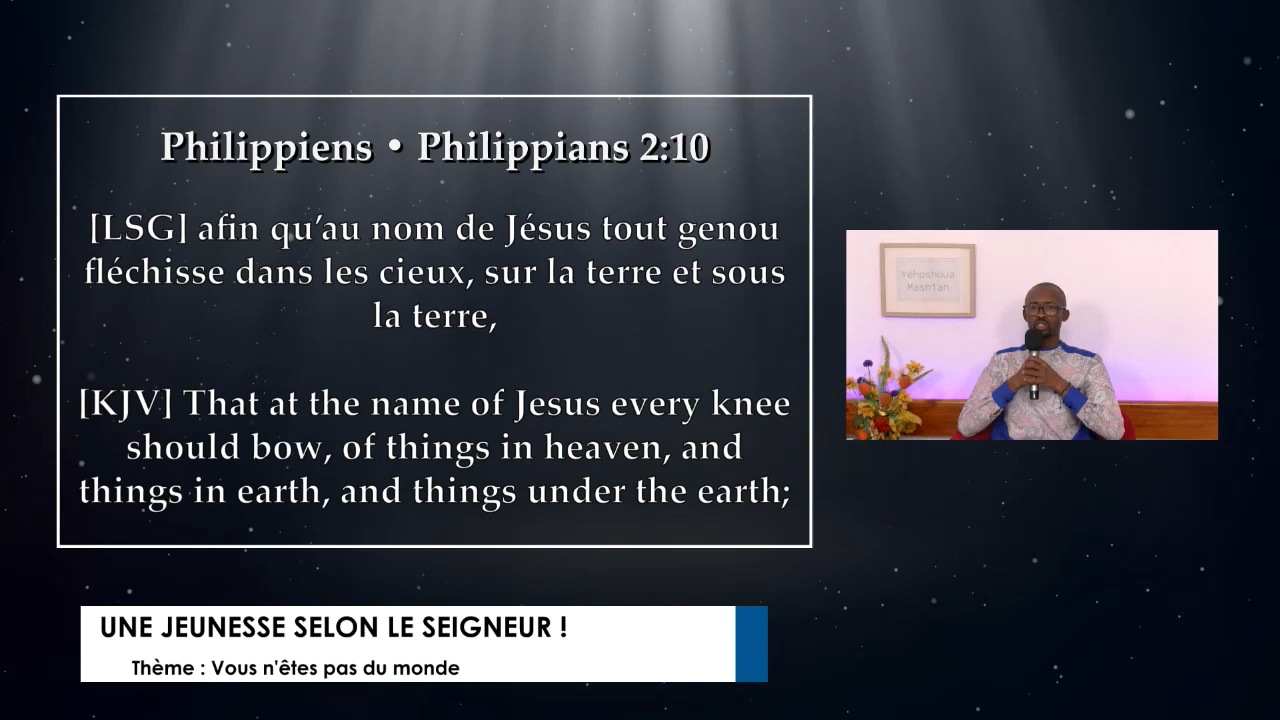 Philippiens • Philippians 2:10
[LSG] afin qu’au nom de Jésus tout genou
fléchisse dans les cieux, sur la terre et sous
la terre,
[KJV] That at the name of Jesus every knee
should bow, of things in heaven, and
things in earth, and things under the earth;
Yéhoshoua
Mashiah
UNE JEUNESSE SELON LE SEIGNEUR !
Thème : Vous n'êtes pas du monde